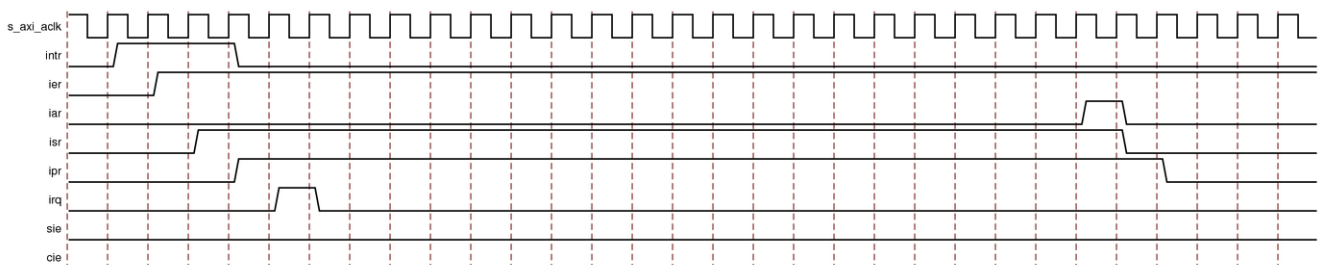 s_axi_aclk
intr
ier
iar
isr
ipr
irq
sie
cie